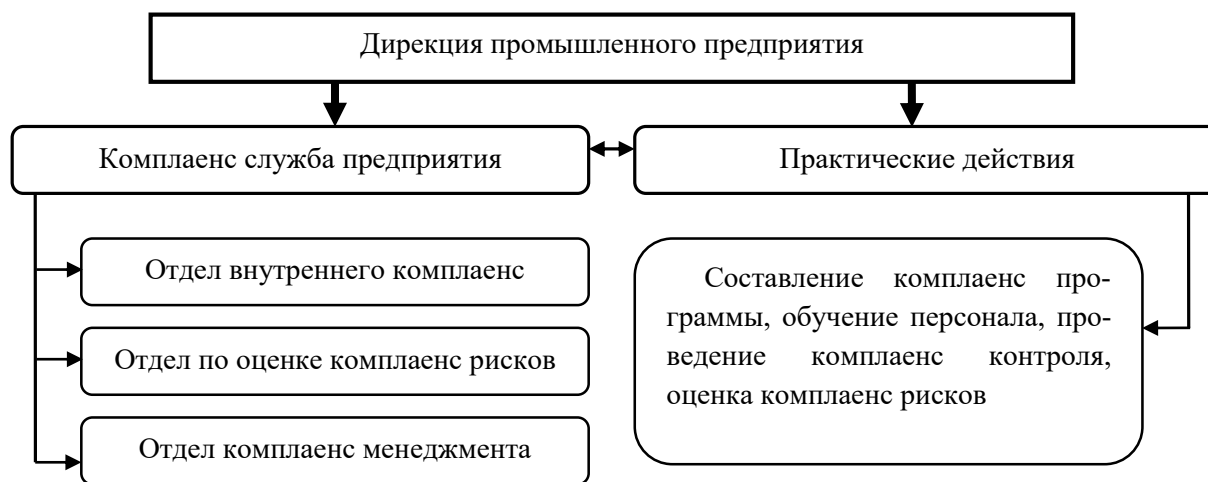 Дирекция промышленного предприятия
Комплаенс служба предприятия
Практические действия
Отдел внутреннего комплаенс
Отдел по оценке комплаенс рисков
Отдел комплаенс менеджмента
Составление комплаенс про-
граммы, обучение персонала, про-
ведение комплаенс контроля,
оценка комплаенс рисков